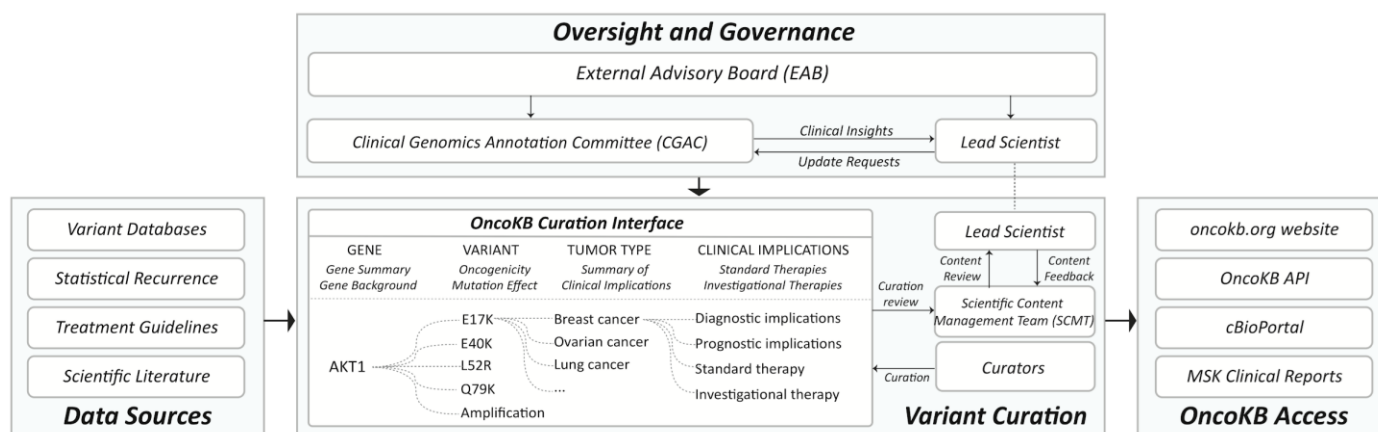 Oversight and Governance
External Advisory Board (EAB)
Clinical Genomics Annotation Committee (CGAC)
Clinical Insights
Update Requests
Lead Scientist
Variant Databases
Statistical Recurrence
Treatment Guidelines
Scientific Literature
Data Sources
OncoKB Curation Interface
GENE
Gene Summary
Gene Background
VARIANT
Oncogenicity
Mutation Effect
TUMOR TYPE
Summary of
Clinical Implications
CLINICAL IMPLICATIONS
Standard Therapies
Investigational Therapies
AKT1
E17K
E40K
L52R
Q79K
Amplification
Breast cancer
Ovarian cancer
Lung cancer
...
Diagnostic implications
Prognostic implications
Standard therapy
Investigational therapy
Curation
review
Curation
Lead Scientist
Content
Review
Content
Feedback
Scientific Content
Management Team (SCMT)
Curators
Variant Curation
oncokb.org website
OncoKB API
cBioPortal
MSK Clinical Reports
OncoKB Access